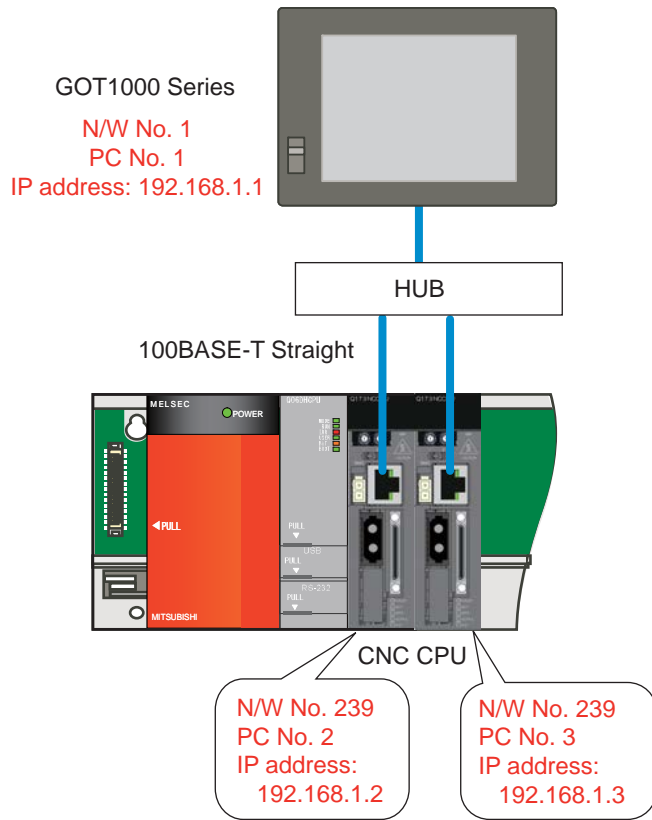 GOT1000 Series
N/W No. 1
PC No. 1
IP address: 192.168.1.1
HUB
100BASE-T Straight
MELSEC
POWER
PULL
MITSUBISHI
PULL
USB
PULL
RS-232
PULL
CNC CPU
N/W No. 239
PC No. 2
IP address:
192.168.1.2
N/W No. 239
PC No. 3
IP address:
192.168.1.3